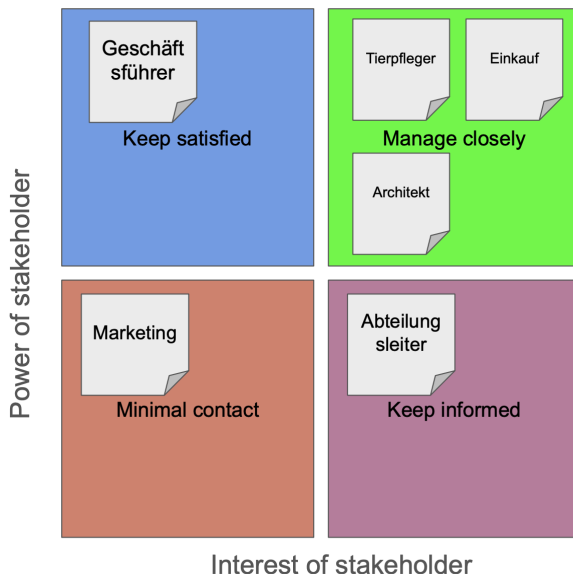 Geschäft
sführer
Keep satisfied
Tierpfleger
Einkauf
Manage closely
Architekt
Power of stakeholder
Marketing
Minimal contact
Abteilung
sleiter
Keep informed
Interest of stakeholder